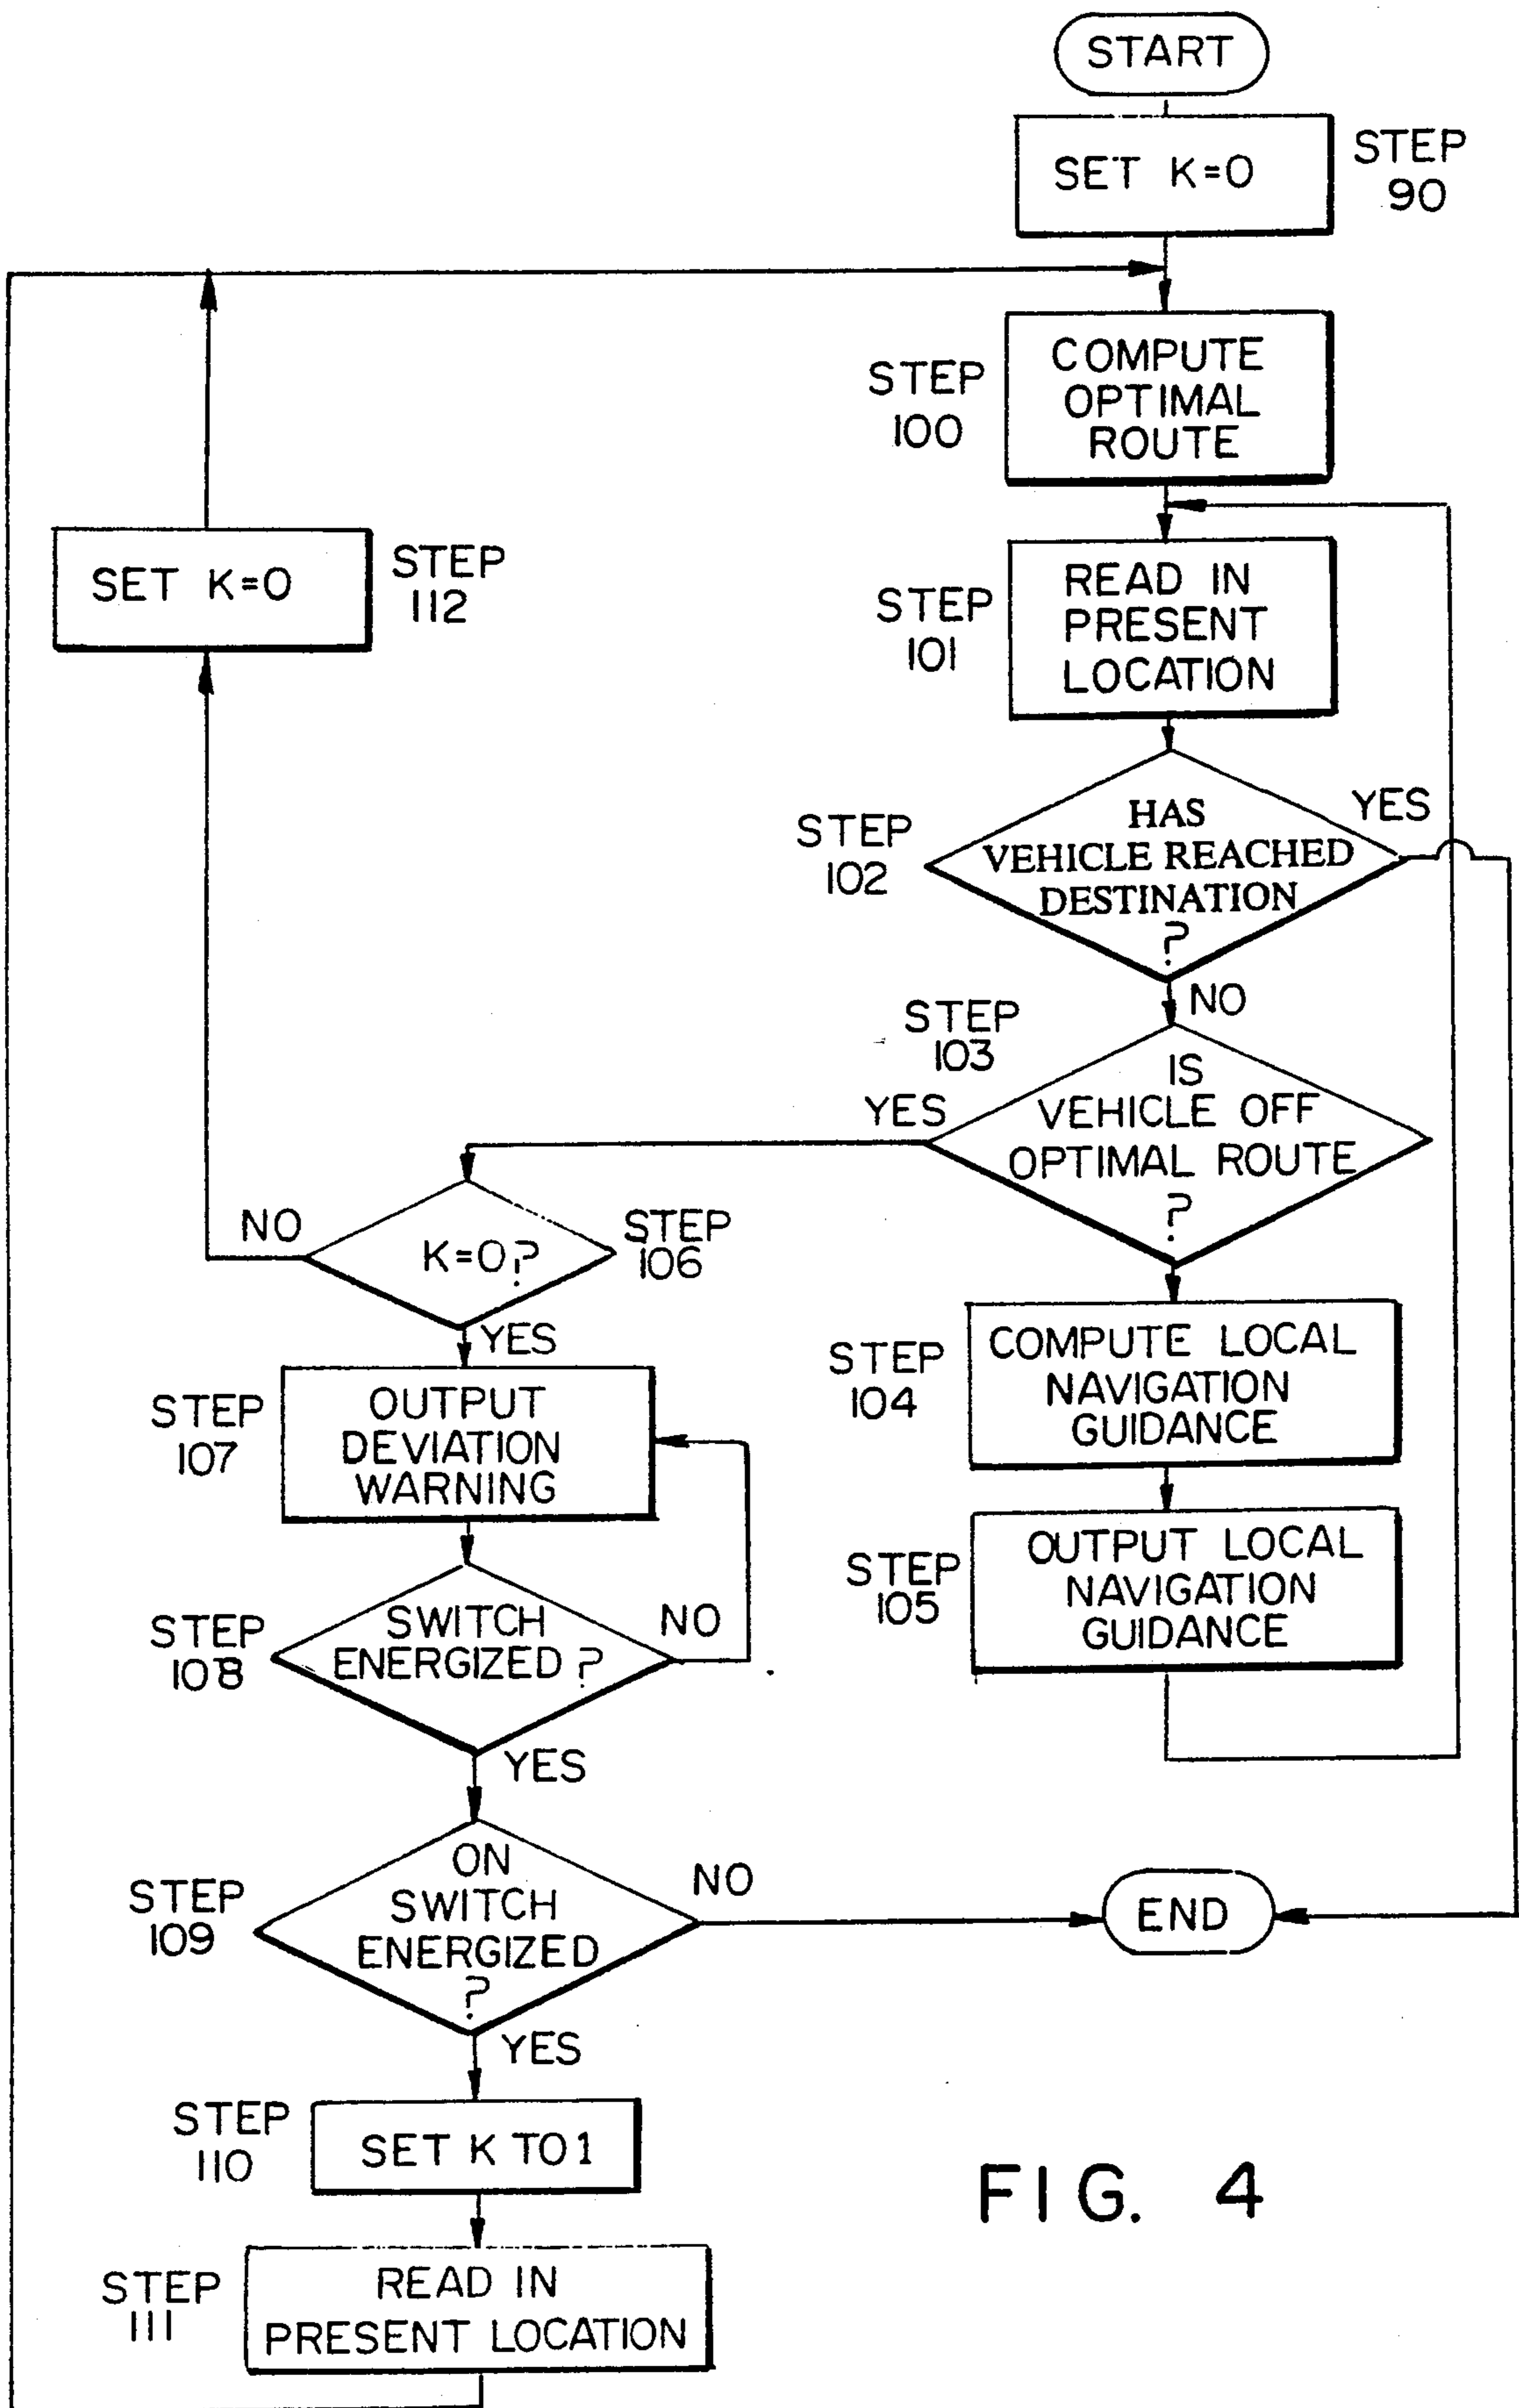 START
SET K=0
STEP
90
STEP
100
COMPUTE
OPTIMAL
ROUTE
SET K=0
STEP
112
STEP
101
READ IN
PRESENT
LOCATION
STEP
102
HAS
VEHICLE REACHED
DESTINATION
?
YES
NO
STEP
103
IS
VEHICLE OFF
OPTIMAL ROUTE
?
YES
NO
K=0?
STEP
106
YES
STEP
104
COMPUTE LOCAL
NAVIGATION
GUIDANCE
STEP
107
OUTPUT
DEVIATION
WARNING
STEP
105
OUTPUT LOCAL
NAVIGATION
GUIDANCE
STEP
108
SWITCH
ENERGIZED?
NO
YES
STEP
109
ON
SWITCH
ENERGIZED
?
NO
END
YES
STEP
110
SET K TO 1
STEP
111
READ IN
PRESENT LOCATION
FIG. 4